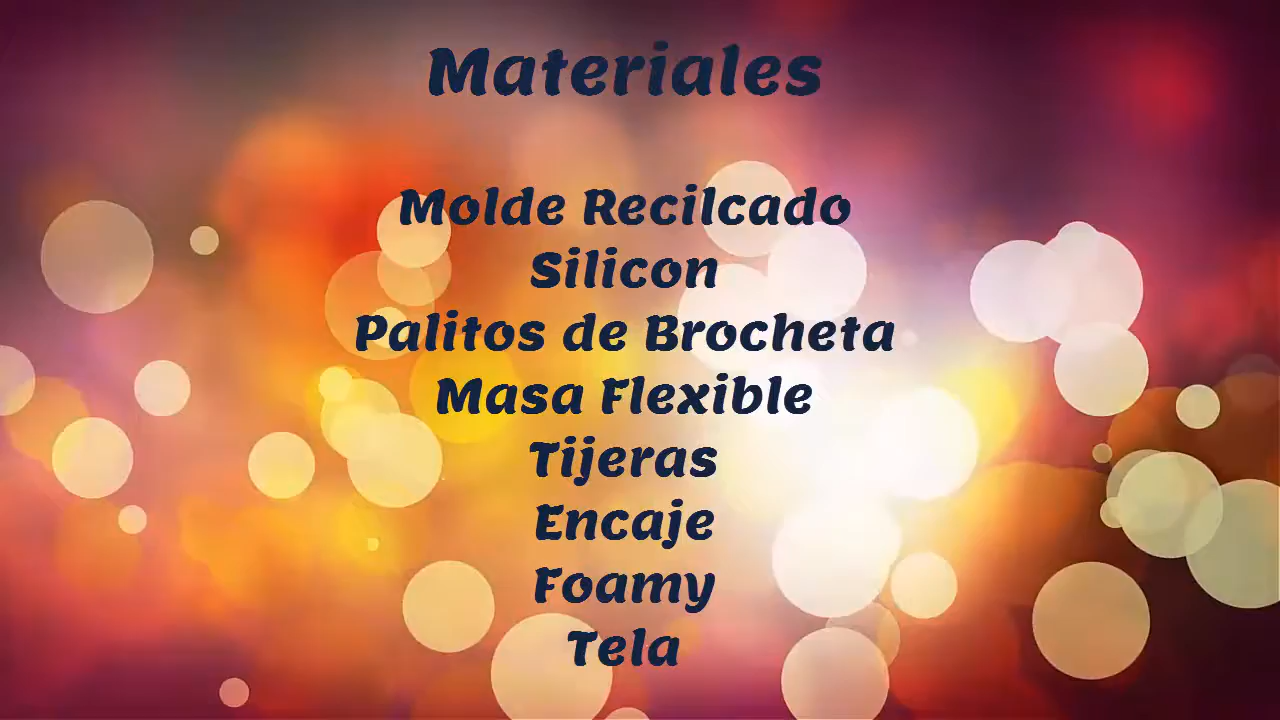 Materiales
Molde Recilcado
Silicon
Palitos de Brocheta
Masa Flexible
Tijeras
Encaje
Foamy
Tela